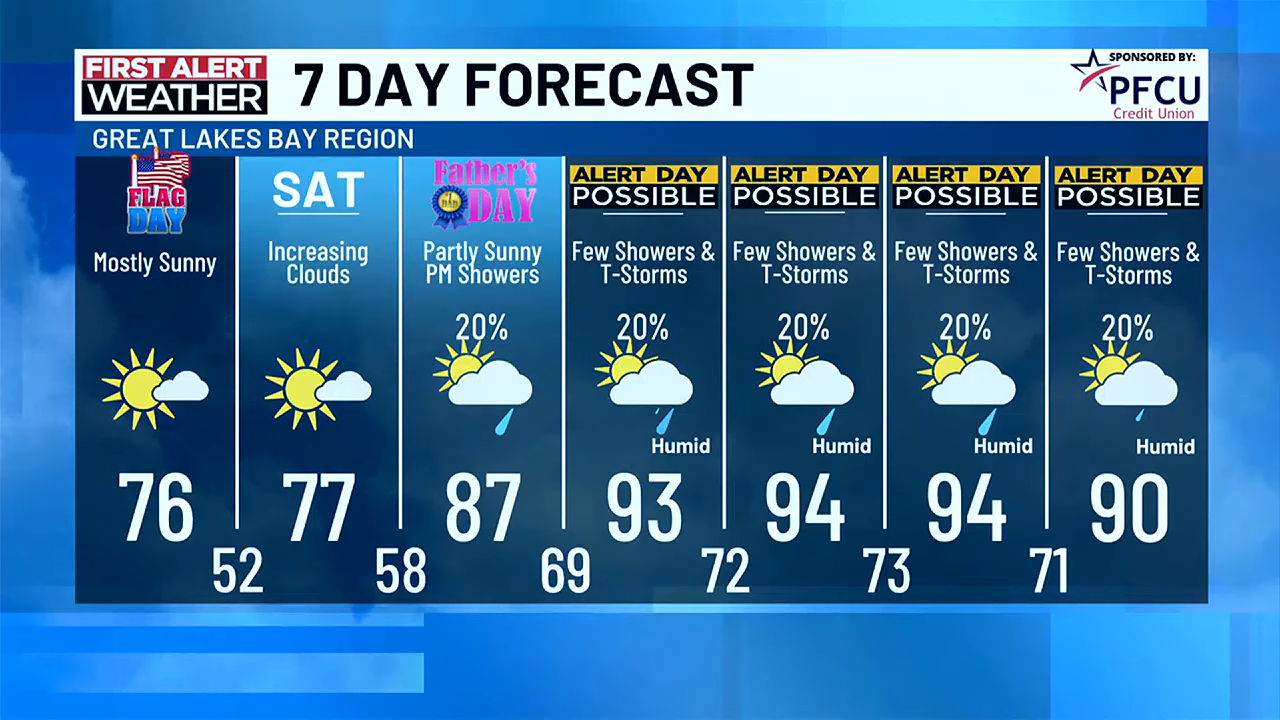 FIRST ALERT
WEATHER
7 DAY FORECAST
SPONSORED BY:
PFCU
Credit Union
GREAT LAKES BAY REGION
FLAG
DAY
Mostly Sunny
76
52
SAT
Increasing
Clouds
77
58
Father's
DAY
Partly Sunny
PM Showers
20%
87
69
ALERT DAY
POSSIBLE
Few Showers &
T-Storms
20%
Humid
93
72
ALERT DAY
POSSIBLE
Few Showers &
T-Storms
20%
Humid
94
73
ALERT DAY
POSSIBLE
Few Showers &
T-Storms
20%
Humid
94
71
ALERT DAY
POSSIBLE
Few Showers &
T-Storms
20%
Humid
90